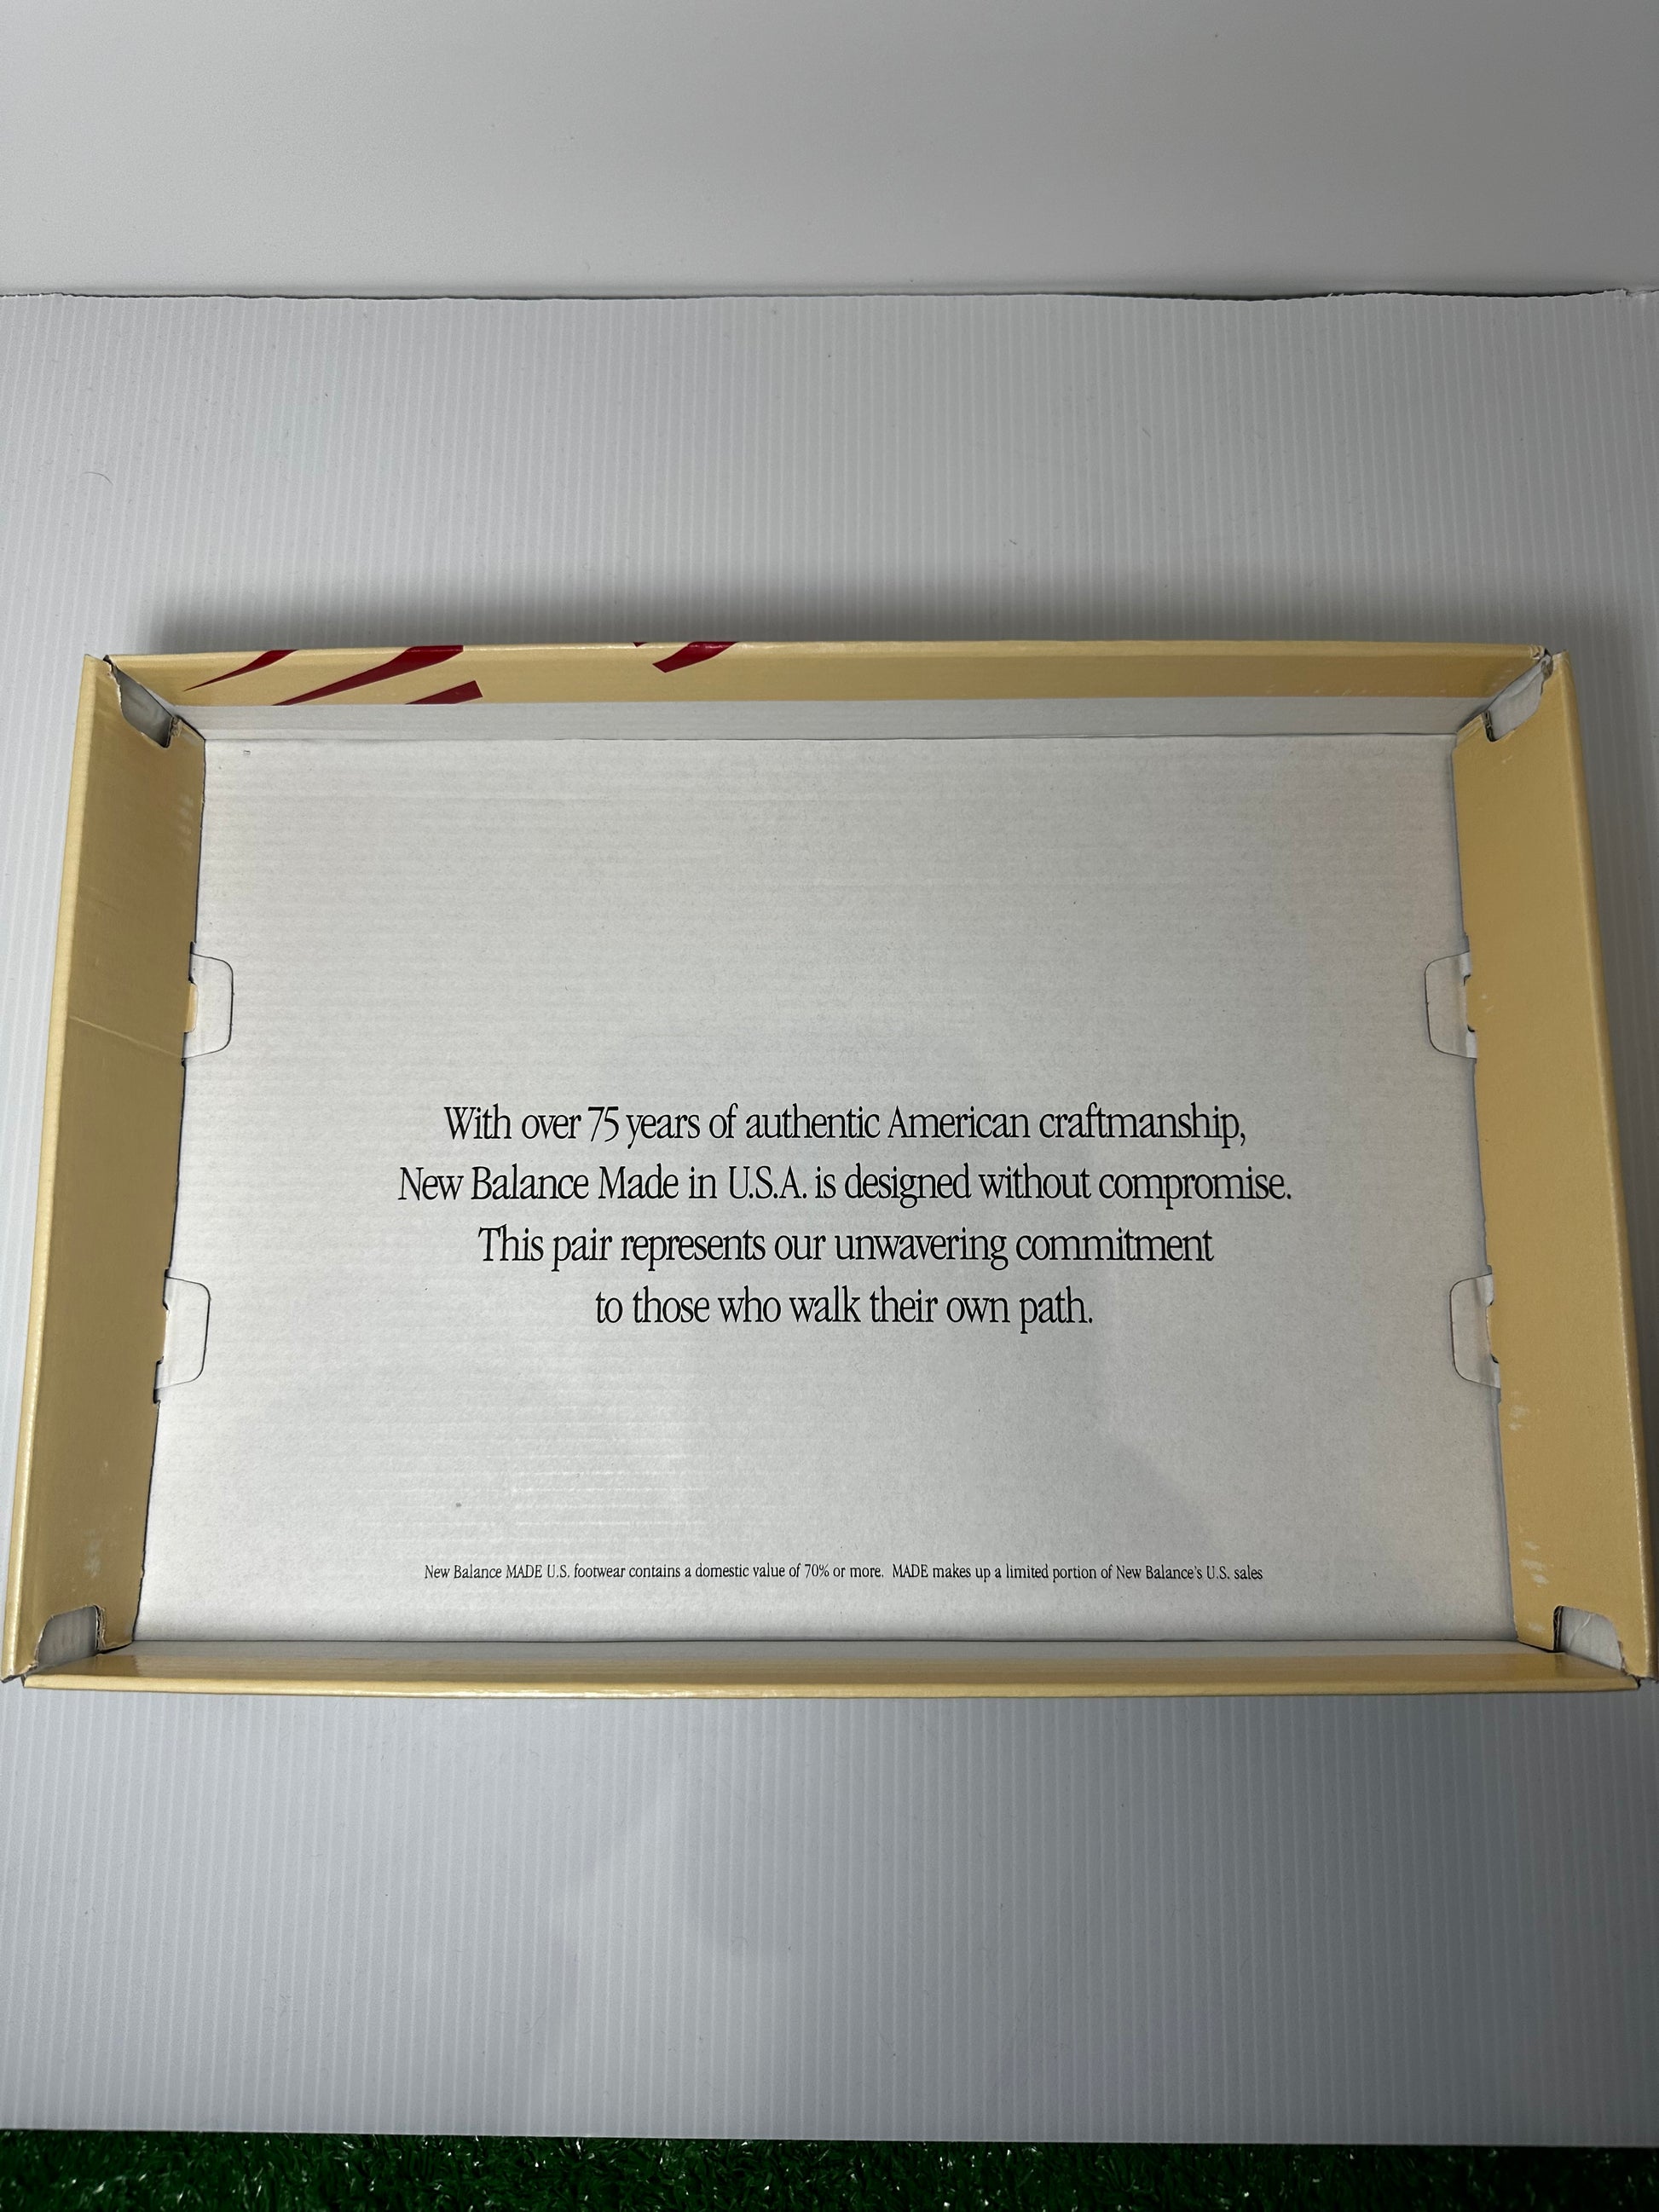 With over 75 years of authentic American craftmanship,
New Balance Made in U.S.A. is designed without compromise.
This pair represents our unwavering commitment
to those who walk their own path.
New Balance MADE U.S. footwear contains a domestic value of 70% or more. MADE makes up a limited portion of New Balance's U.S. sales